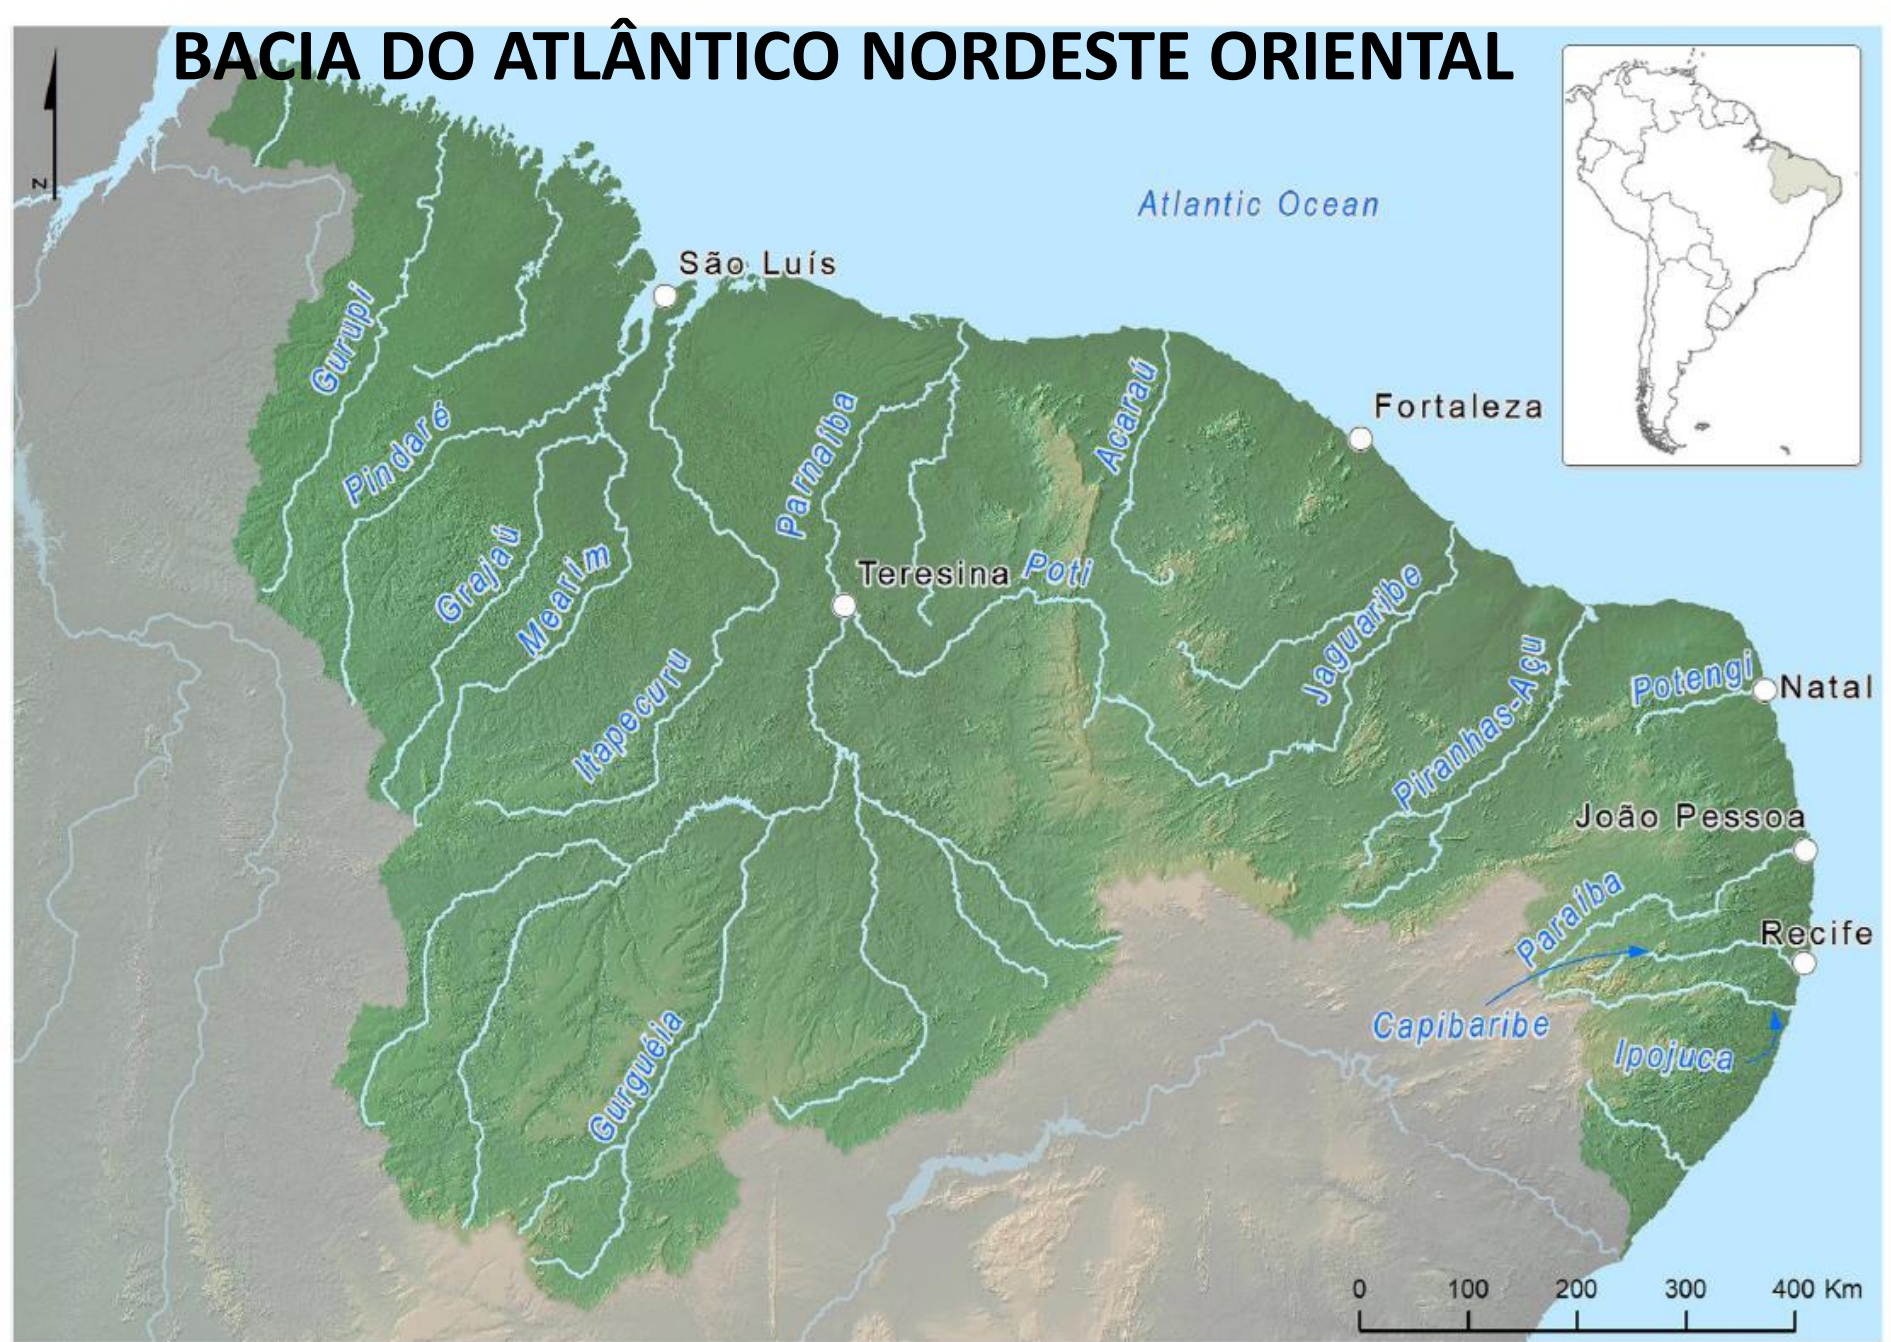 BACIA DO ATLÂNTICO NORDESTE ORIENTAL
N
Atlantic Ocean
São Luís
Gurupi
Pindaré
Parnaíba
Acaraú
Fortaleza
Grajaú
Mearim
Teresina
Poti
Jaguaribe
Itapecuru
Piranhas-Açu
Potengi
Natal
João Pessoa
Paraíba
Recife
Capibaribe
Ipojuca
Gurguéia
0 100 200 300 400 Km